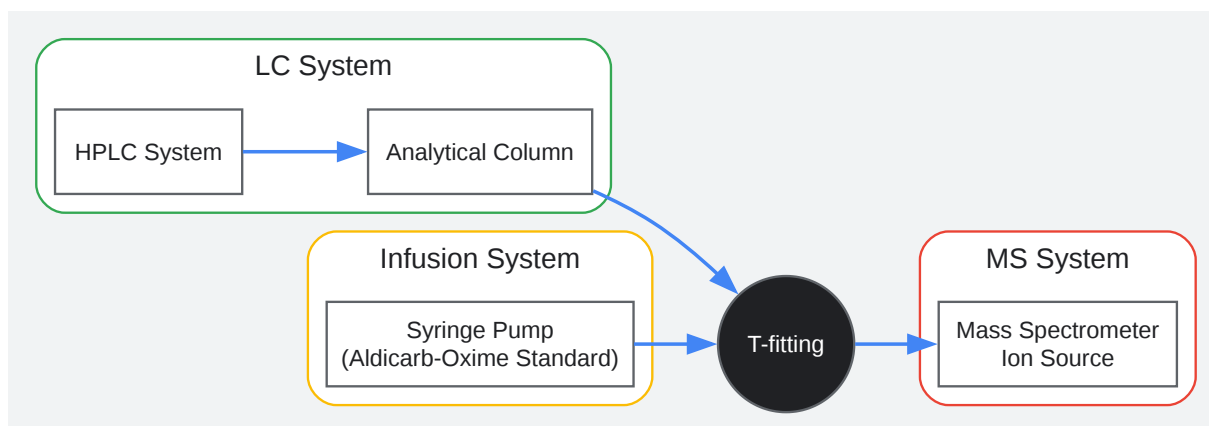 LC System
HPLC System
Analytical Column
Infusion System
Syringe Pump
(Aldicarb-Oxime Standard)
T-fitting
MS System
Mass Spectrometer
Ion Source